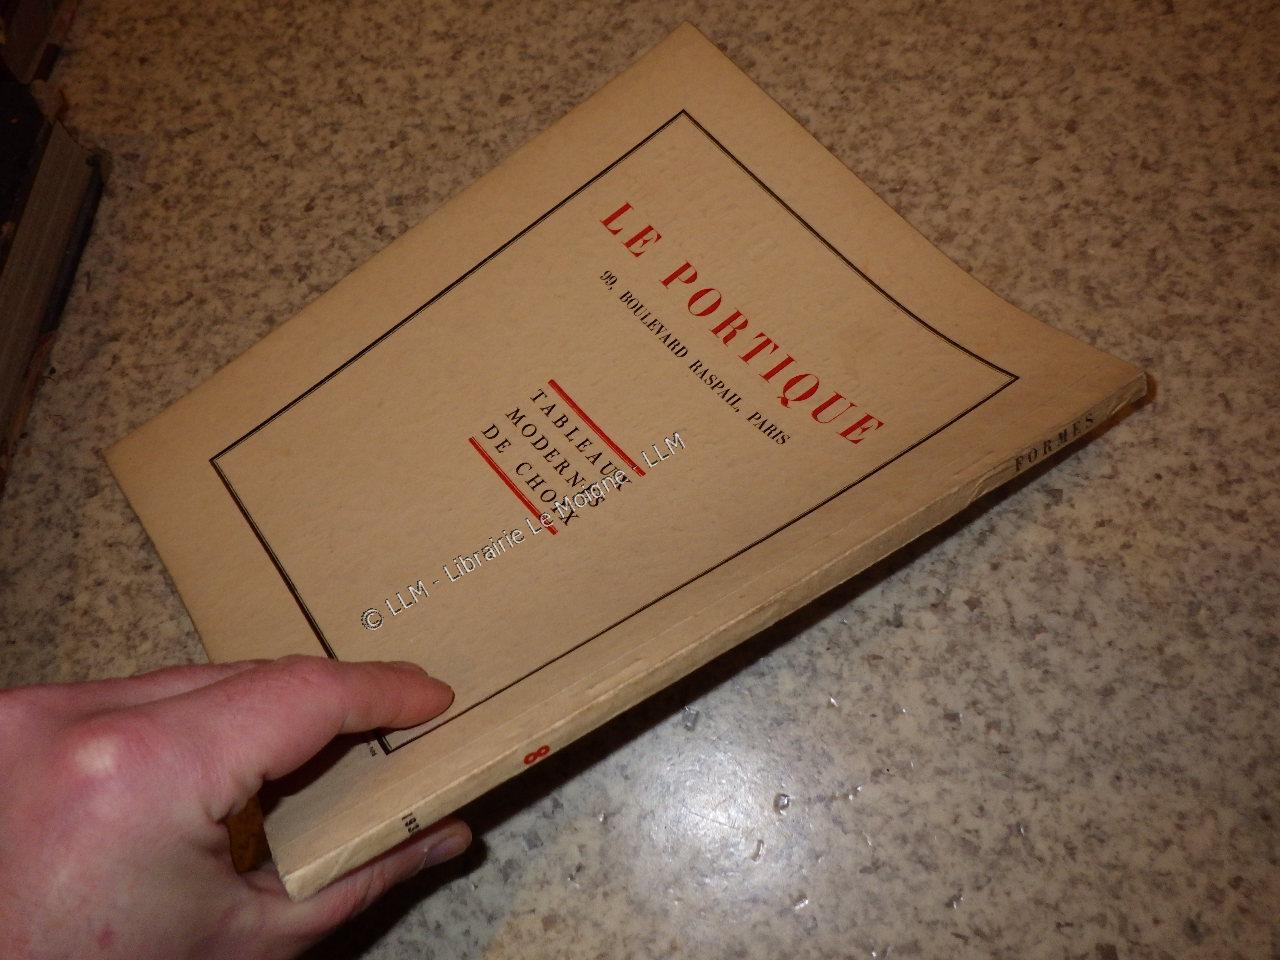 LE PORTIQUE
99, BOULEVARD RASPAIL, PARIS
TABLEAUX
MODERNES
DE CHOIX
FORMES
8
© LLM - Librairie Le Moigne - LLM